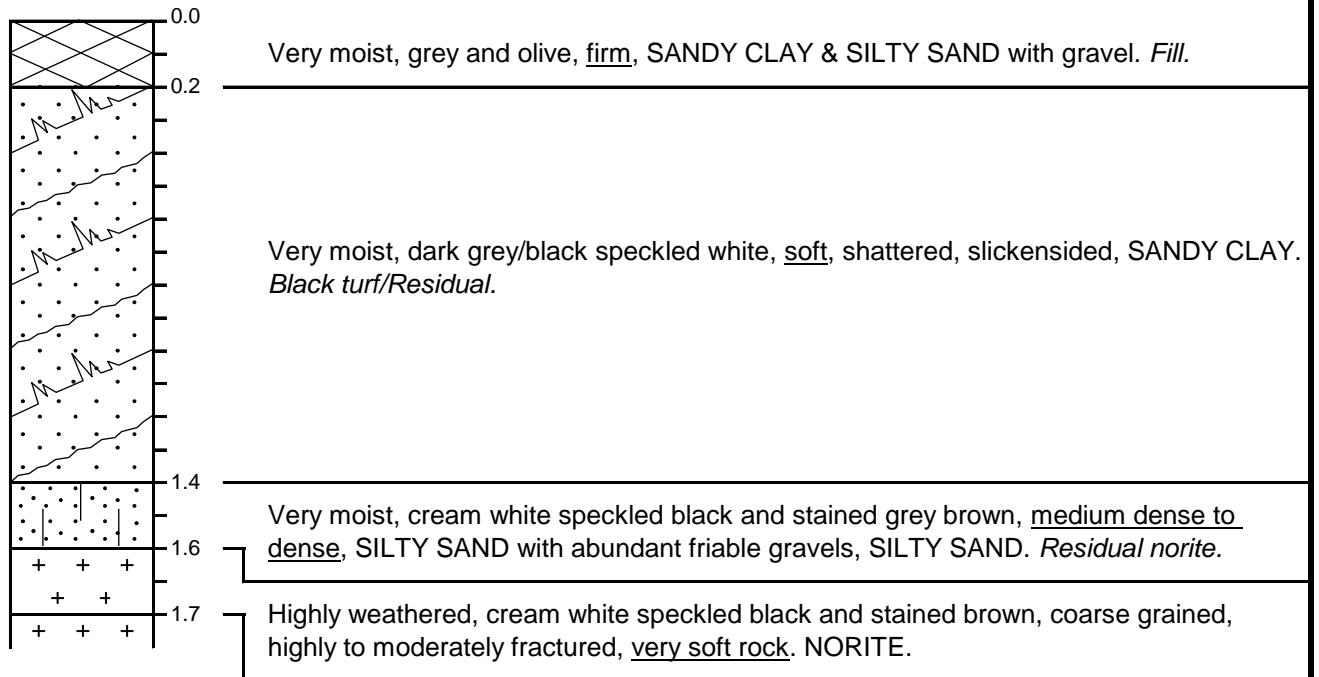 0.0
Very moist, grey and olive, firm, SANDY CLAY & SILTY SAND with gravel. Fill.
0.2
Very moist, dark grey/black speckled white, soft, shattered, slickensided, SANDY CLAY.
Black turf/Residual.
1.4
Very moist, cream white speckled black and stained grey brown, medium dense to
dense, SILTY SAND with abundant friable gravels, SILTY SAND. Residual norite.
1.6
1.7
Highly weathered, cream white speckled black and stained brown, coarse grained,
highly to moderately fractured, very soft rock. NORITE.